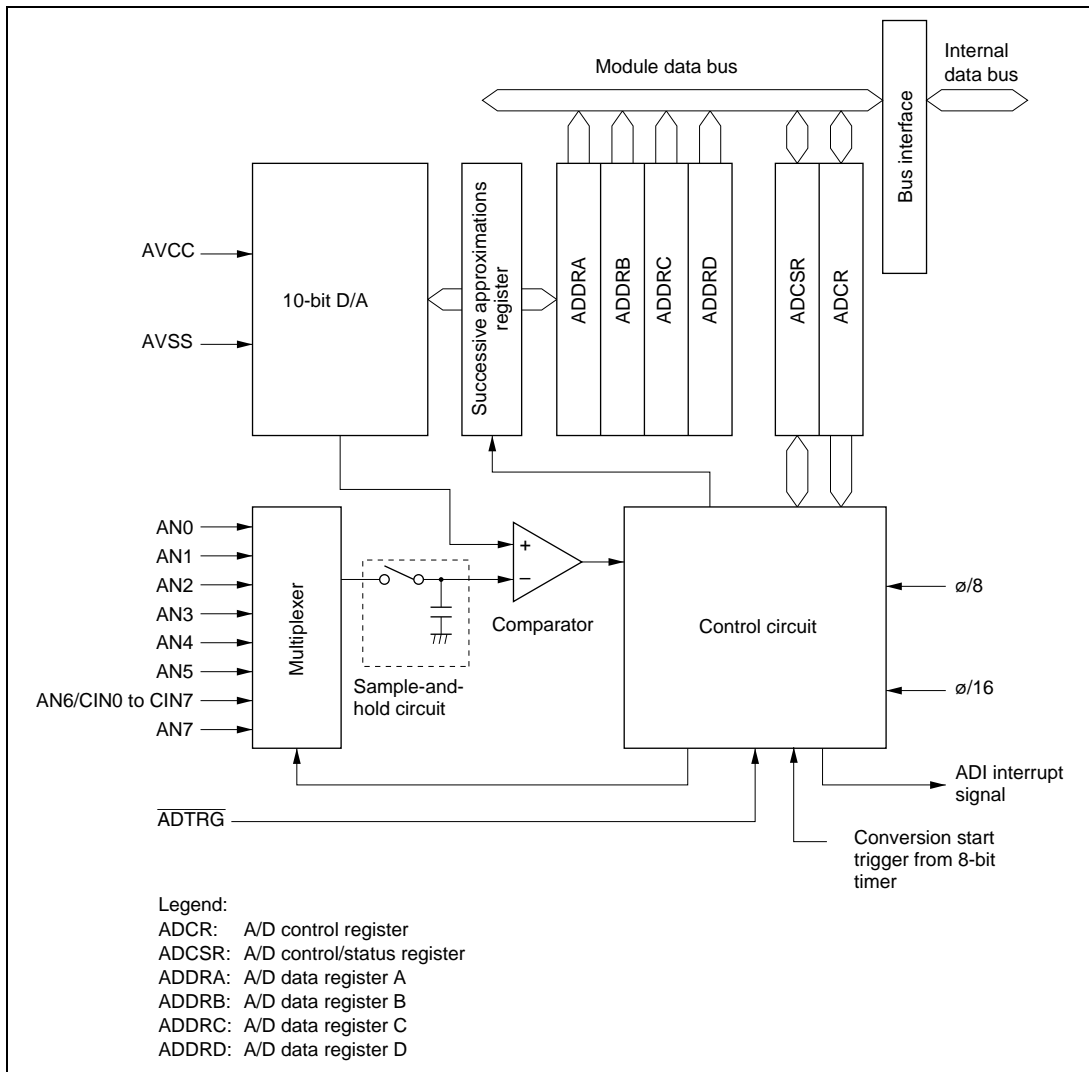 Module data bus
Internal
data bus
Bus interface
AVCC
AVSS
10-bit D/A
Successive approximations
register
ADDRA
ADDRB
ADDRC
ADDRD
ADCSR
ADCR
AN0
AN1
AN2
AN3
AN4
AN5
AN6/CIN0 to CIN7
AN7
Multiplexer
Sample-and-
hold circuit
+
−
Comparator
Control circuit
ø/8
ø/16
ADI interrupt
signal
ADTRG
Conversion start
trigger from 8-bit
timer
Legend:
ADCR: A/D control register
ADCSR: A/D control/status register
ADDRA: A/D data register A
ADDRB: A/D data register B
ADDRC: A/D data register C
ADDRD: A/D data register D